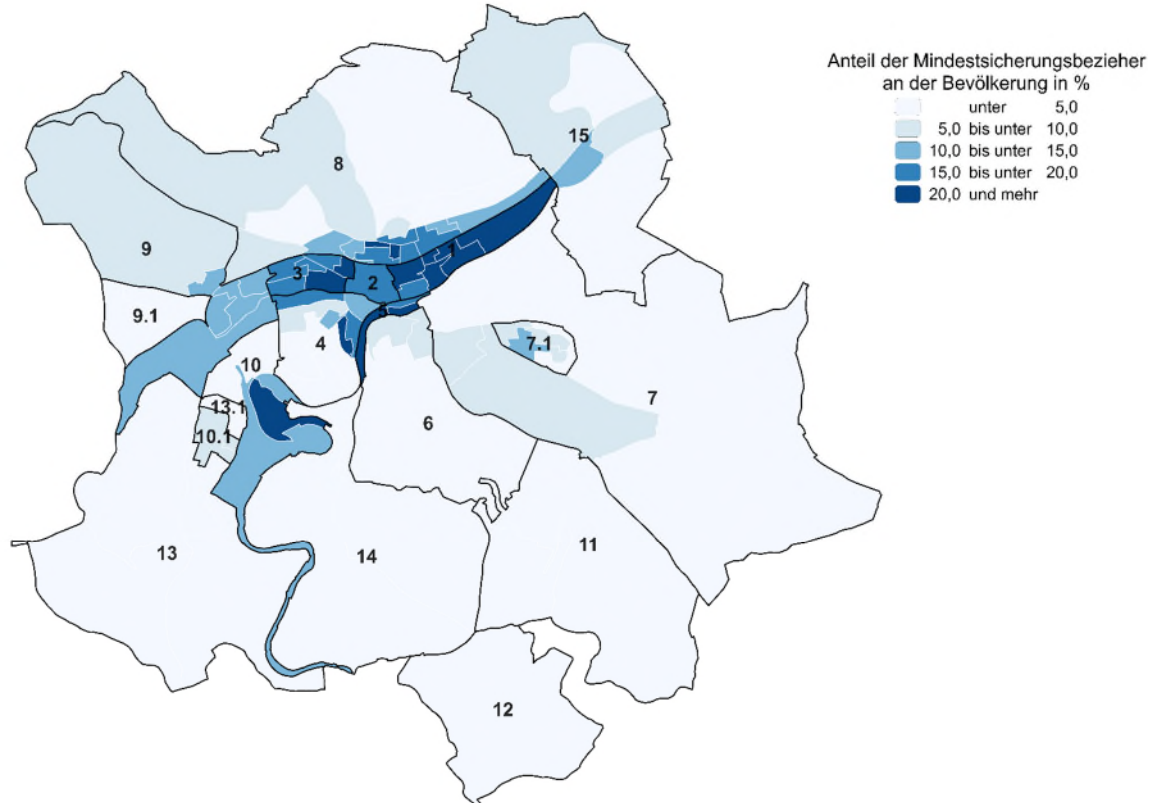 Anteil der Mindestsicherungsbezieher
an der Bevölkerung in %
unter 5,0
5,0 bis unter 10,0
10,0 bis unter 15,0
15,0 bis unter 20,0
20,0 und mehr
15
8
9
1
3
2
5
9.1
4
7.1
10
7
13.1
6
10.1
13
14
11
12